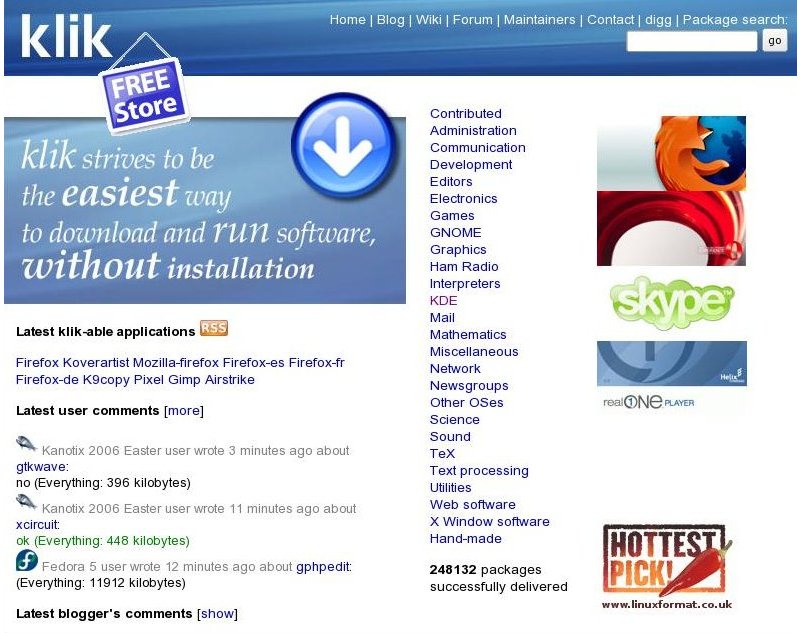 klik
Home | Blog | Wiki | Forum | Maintainers | Contact | digg | Package search:
go
FREE
Store
klik strives to be
the easiest way
to download and run software,
without installation
Latest klik-able applications RSS
Firefox Koverartist Mozilla-firefox Firefox-es Firefox-fr
Firefox-de K9copy Pixel Gimp Airstrike
Latest user comments [more]
Kanotix 2006 Easter user wrote 3 minutes ago about
gtkwave:
no (Everything: 396 kilobytes)
Kanotix 2006 Easter user wrote 11 minutes ago about
xcircuit:
ok (Everything: 448 kilobytes)
Fedora 5 user wrote 12 minutes ago about gphpedit:
(Everything: 11912 kilobytes)
Latest blogger's comments [show]
Contributed
Administration
Communication
Development
Editors
Electronics
Games
GNOME
Graphics
Ham Radio
Interpreters
KDE
Mail
Mathematics
Miscellaneous
Network
Newsgroups
Other OSes
Science
Sound
TeX
Text processing
Utilities
Web software
X Window software
Hand-made
248132 packages
successfully delivered
skype TM
Helix
realONE PLAYER
HOTTEST
PICK!
www.linuxformat.co.uk